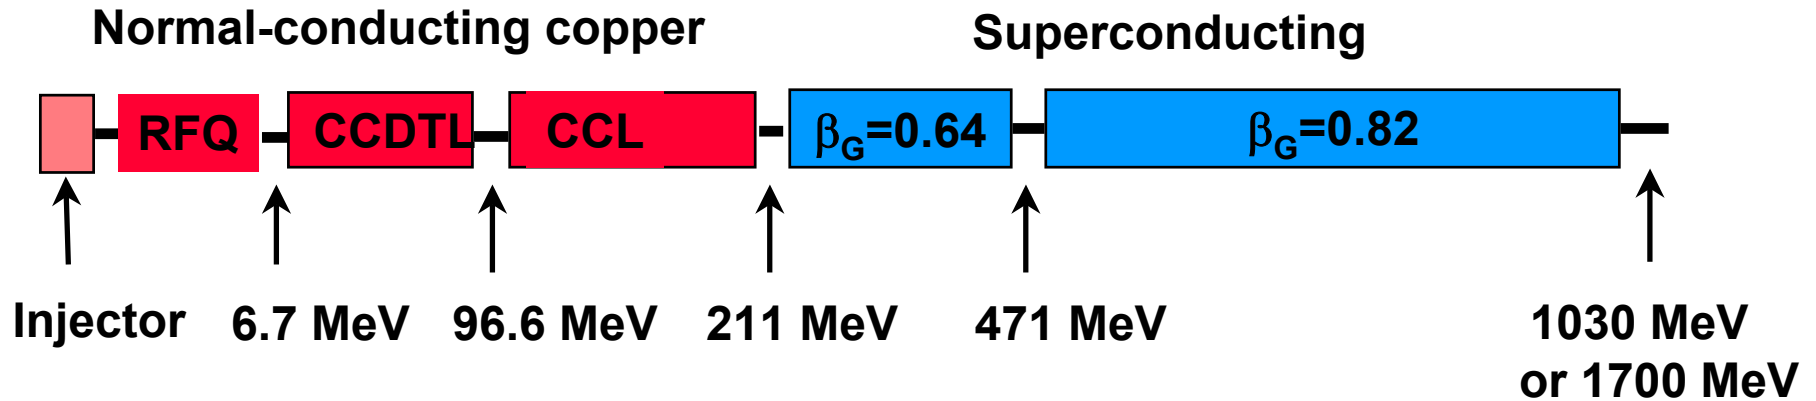 Normal-conducting copper
Superconducting
RFQ
CCDTL
CCL
βG=0.64
βG=0.82
Injector
6.7 MeV
96.6 MeV
211 MeV
471 MeV
1030 MeV
or 1700 MeV